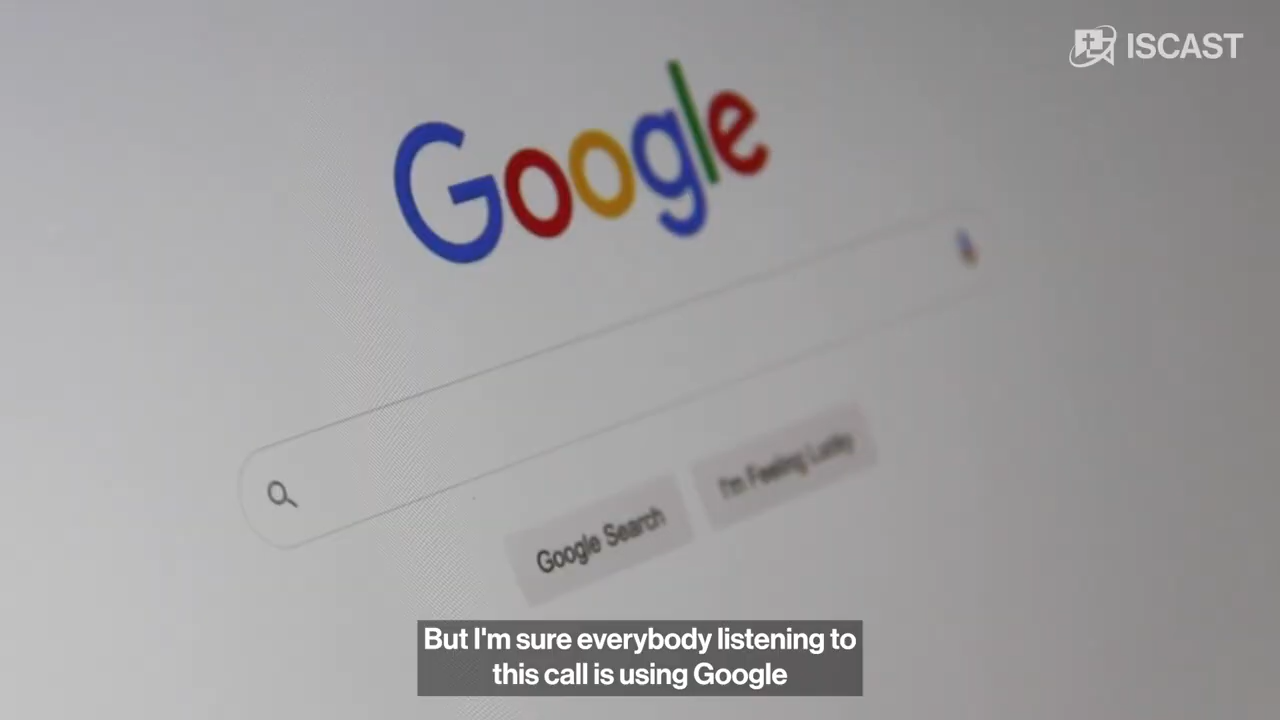 ISCAST
Google
Google Search
I'm Feeling Lucky
But I'm sure everybody listening to
this call is using Google